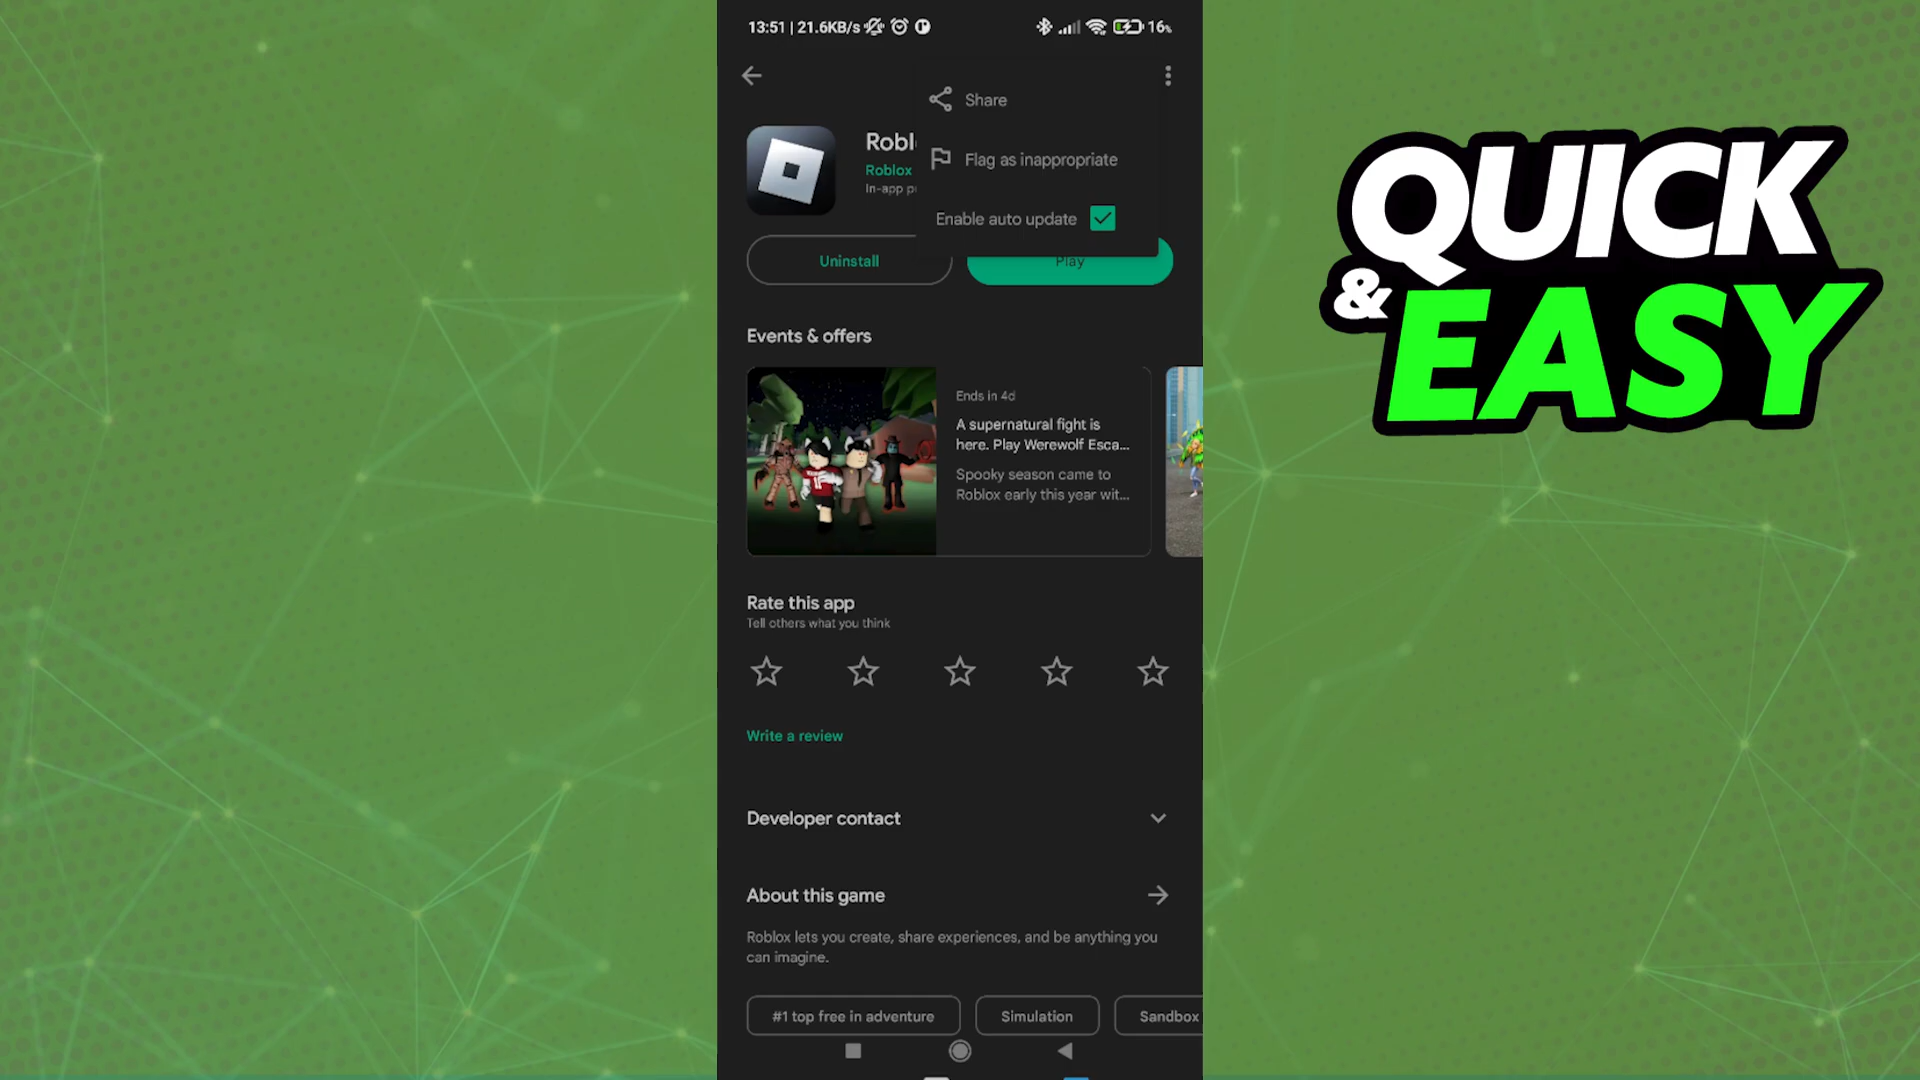 13:51 | 21.6KB/s
16%
Share
Robl
Flag as inappropriate
Roblox
In-app p
Enable auto update
Uninstall
Play
QUICK
&
EASY
Events & offers
Ends in 4d
A supernatural fight is
here. Play Werewolf Esca...
Spooky season came to
Roblox early this year wit...
Rate this app
Tell others what you think
Write a review
Developer contact
About this game
Roblox lets you create, share experiences, and be anything you
can imagine.
#1 top free in adventure
Simulation
Sandbox